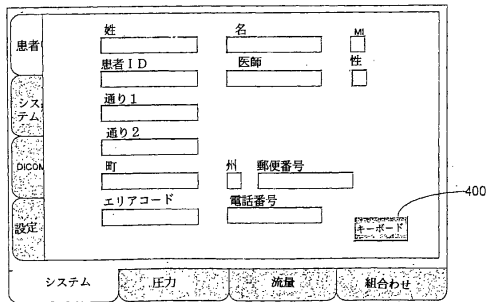 姓 名 MI
患者
患者ID 医師 性
通り1
システム
通り2
DICOM
町 州 郵便番号
エリアコード 電話番号
400
設定 キーボード
システム 圧力 流量 組合わせ